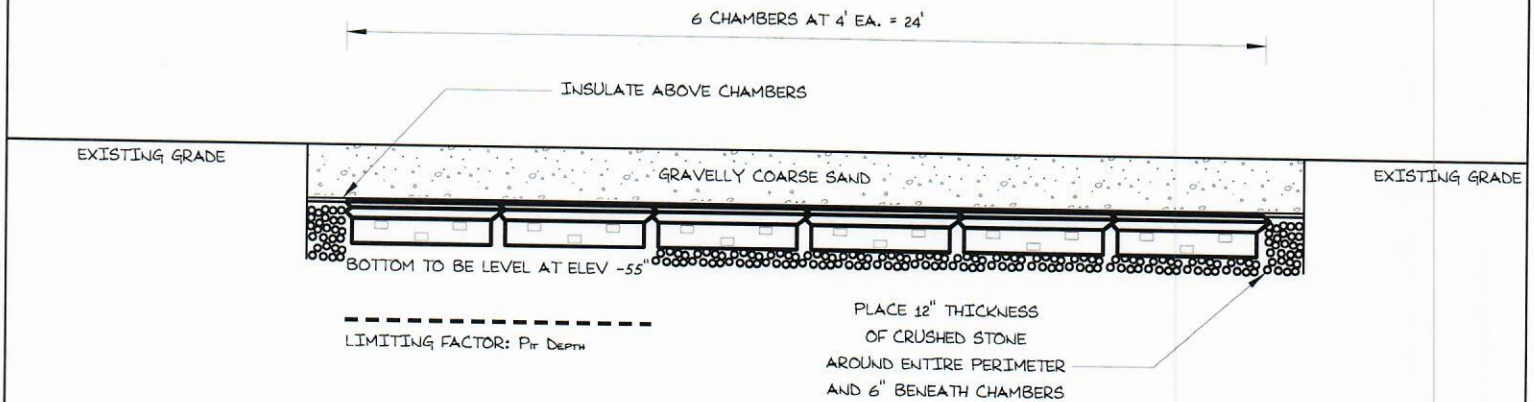 6 CHAMBERS AT 4' EA. = 24'
INSULATE ABOVE CHAMBERS
EXISTING GRADE
GRAVELLY COARSE SAND
EXISTING GRADE
BOTTOM TO BE LEVEL AT ELEV -55"
LIMITING FACTOR: PIT DEPTH
PLACE 12" THICKNESS
OF CRUSHED STONE
AROUND ENTIRE PERIMETER
AND 6" BENEATH CHAMBERS